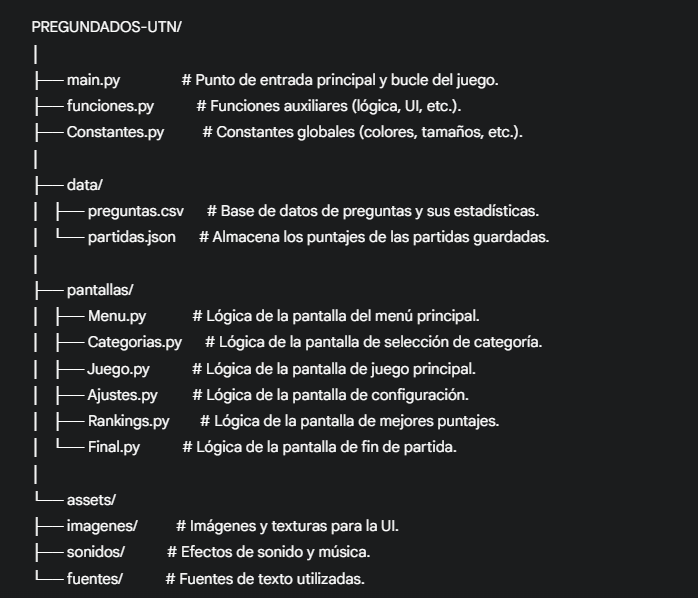 PREGUNDADOS-UTN/
│
├── main.py # Punto de entrada principal y bucle del juego.
├── funciones.py # Funciones auxiliares (lógica, UI, etc.).
├── Constantes.py # Constantes globales (colores, tamaños, etc.).
│
├── data/
│ ├── preguntas.csv # Base de datos de preguntas y sus estadísticas.
│ └── partidas.json # Almacena los puntajes de las partidas guardadas.
│
├── pantallas/
│ ├── Menu.py # Lógica de la pantalla del menú principal.
│ ├── Categorias.py # Lógica de la pantalla de selección de categoría.
│ ├── Juego.py # Lógica de la pantalla de juego principal.
│ ├── Ajustes.py # Lógica de la pantalla de configuración.
│ ├── Rankings.py # Lógica de la pantalla de mejores puntajes.
│ └── Final.py # Lógica de la pantalla de fin de partida.
│
└── assets/
├── imagenes/ # Imágenes y texturas para la UI.
├── sonidos/ # Efectos de sonido y música.
└── fuentes/ # Fuentes de texto utilizadas.